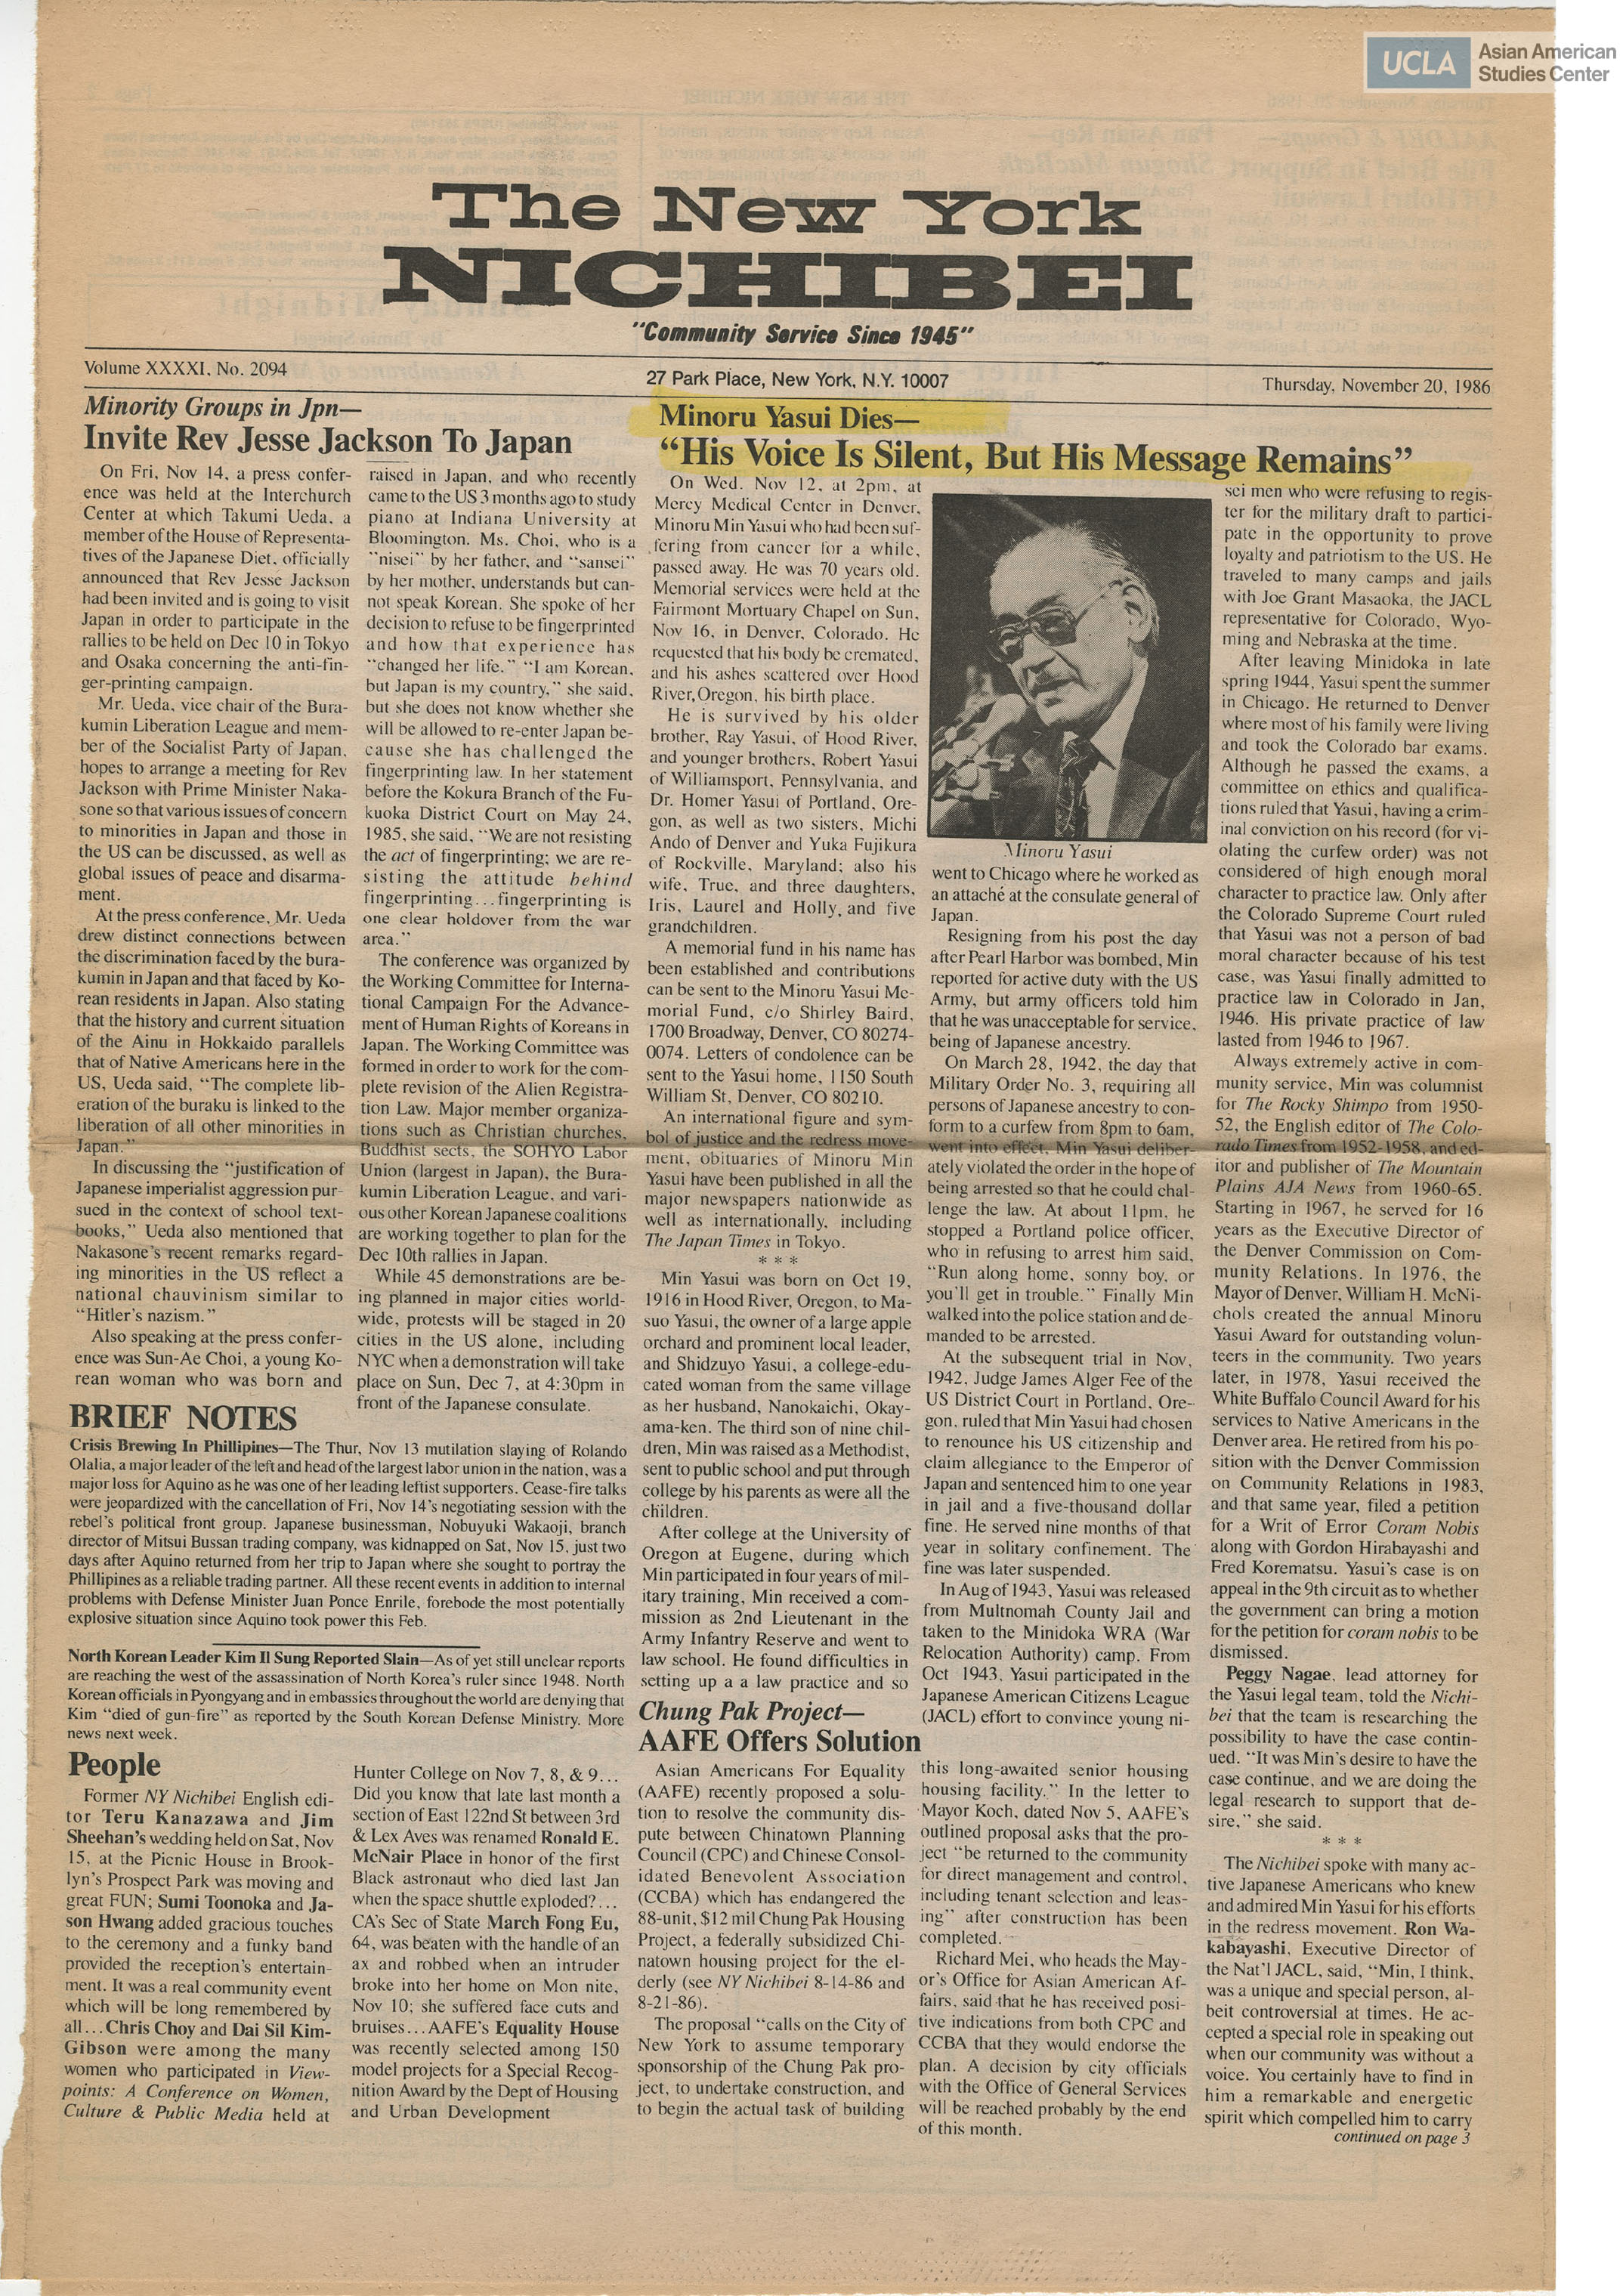 UCLA
Asian American
Studies Center
The New York
NICHIBEI
"Community Service Since 1945"
Volume XXXXI, No. 2094
27 Park Place, New York, N.Y. 10007
Thursday, November 20, 1986
Minority Groups in Jpn—
Invite Rev Jesse Jackson To Japan
On Fri, Nov 14, a press confer-
ence was held at the Interchurch
Center at which Takumi Ueda, a
member of the House of Representa-
tives of the Japanese Diet, officially
announced that Rev Jesse Jackson
had been invited and is going to visit
Japan in order to participate in the
rallies to be held on Dec 10 in Tokyo
and Osaka concerning the anti-fin-
ger-printing campaign.
Mr. Ueda, vice chair of the Bura-
kumin Liberation League and mem-
ber of the Socialist Party of Japan,
hopes to arrange a meeting for Rev
Jackson with Prime Minister Naka-
sone so that various issues of concern
to minorities in Japan and those in
the US can be discussed, as well as
global issues of peace and disarma-
ment.
At the press conference, Mr. Ueda
drew distinct connections between
the discrimination faced by the bura-
kumin in Japan and that faced by Ko-
rean residents in Japan. Also stating
that the history and current situation
of the Ainu in Hokkaido parallels
that of Native Americans here in the
US, Ueda said, "The complete lib-
eration of the buraku is linked to the
liberation of all other minorities in
Japan."
In discussing the "justification of
Japanese imperialist aggression pur-
sued in the context of school text-
books," Ueda also mentioned that
Nakasone's recent remarks regard-
ing minorities in the US reflect a
national chauvinism similar to
"Hitler's nazism."
Also speaking at the press confer-
ence was Sun-Ae Choi, a young Ko-
rean woman who was born and
raised in Japan, and who recently
came to the US 3 months ago to study
piano at Indiana University at
Bloomington. Ms. Choi, who is a
"nisei" by her father, and "sansei"
by her mother, understands but can-
not speak Korean. She spoke of her
decision to refuse to be fingerprinted
and how that experience has
"changed her life." "I am Korean,
but Japan is my country," she said,
but she does not know whether she
will be allowed to re-enter Japan be-
cause she has challenged the
fingerprinting law. In her statement
before the Kokura Branch of the Fu-
kuoka District Court on May 24,
1985, she said, "We are not resisting
the act of fingerprinting; we are re-
sisting the attitude behind
fingerprinting...fingerprinting is
one clear holdover from the war
area."
The conference was organized by
the Working Committee for Interna-
tional Campaign For the Advance-
ment of Human Rights of Koreans in
Japan. The Working Committee was
formed in order to work for the com-
plete revision of the Alien Registra-
tion Law. Major member organiza-
tions such as Christian churches,
Buddhist sects, the SOHYO Labor
Union (largest in Japan), the Bura-
kumin Liberation League, and vari-
ous other Korean Japanese coalitions
are working together to plan for the
Dec 10th rallies in Japan.
While 45 demonstrations are be-
ing planned in major cities world-
wide, protests will be staged in 20
cities in the US alone, including
NYC when a demonstration will take
place on Sun, Dec 7, at 4:30pm in
front of the Japanese consulate.
BRIEF NOTES
Crisis Brewing In Phillipines—The Thur, Nov 13 mutilation slaying of Rolando
Olalia, a major leader of the left and head of the largest labor union in the nation, was a
major loss for Aquino as he was one of her leading leftist supporters. Cease-fire talks
were jeopardized with the cancellation of Fri, Nov 14's negotiating session with the
rebel's political front group. Japanese businessman, Nobuyuki Wakaoji, branch
director of Mitsui Bussan trading company, was kidnapped on Sat, Nov 15, just two
days after Aquino returned from her trip to Japan where she sought to portray the
Phillipines as a reliable trading partner. All these recent events in addition to internal
problems with Defense Minister Juan Ponce Enrile, forebode the most potentially
explosive situation since Aquino took power this Feb.
North Korean Leader Kim Il Sung Reported Slain—As of yet still unclear reports
are reaching the west of the assassination of North Korea's ruler since 1948. North
Korean officials in Pyongyang and in embassies throughout the world are denying that
Kim "died of gun-fire" as reported by the South Korean Defense Ministry. More
news next week.
People
Former NY Nichibei English edi-
tor Teru Kanazawa and Jim
Sheehan's wedding held on Sat, Nov
15, at the Picnic House in Brook-
lyn's Prospect Park was moving and
great FUN; Sumi Toonoka and Ja-
son Hwang added gracious touches
to the ceremony and a funky band
provided the reception's entertain-
ment. It was a real community event
which will be long remembered by
all...Chris Choy and Dai Sil Kim-
Gibson were among the many
women who participated in View-
points: A Conference on Women,
Culture & Public Media held at
Hunter College on Nov 7, 8, & 9...
Did you know that late last month a
section of East 122nd St between 3rd
& Lex Aves was renamed Ronald E.
McNair Place in honor of the first
Black astronaut who died last Jan
when the space shuttle exploded?...
CA's Sec of State March Fong Eu,
64, was beaten with the handle of an
ax and robbed when an intruder
broke into her home on Mon nite,
Nov 10; she suffered face cuts and
bruises...AAFE's Equality House
was recently selected among 150
model projects for a Special Recog-
nition Award by the Dept of Housing
and Urban Development
Minoru Yasui Dies—
"His Voice Is Silent, But His Message Remains"
On Wed. Nov 12, at 2pm, at
Mercy Medical Center in Denver,
Minoru Min Yasui who had been suf-
fering from cancer for a while,
passed away. He was 70 years old.
Memorial services were held at the
Fairmont Mortuary Chapel on Sun,
Nov 16, in Denver, Colorado. He
requested that his body be cremated,
and his ashes scattered over Hood
River, Oregon, his birth place.
He is survived by his older
brother, Ray Yasui, of Hood River,
and younger brothers, Robert Yasui
of Williamsport, Pennsylvania, and
Dr. Homer Yasui of Portland, Ore-
gon, as well as two sisters, Michi
Ando of Denver and Yuka Fujikura
of Rockville, Maryland; also his
wife, True, and three daughters,
Iris, Laurel and Holly, and five
grandchildren.
A memorial fund in his name has
been established and contributions
can be sent to the Minoru Yasui Me-
morial Fund, c/o Shirley Baird,
1700 Broadway, Denver, CO 80274-
0074. Letters of condolence can be
sent to the Yasui home, 1150 South
William St, Denver, CO 80210.
An international figure and sym-
bol of justice and the redress move-
ment, obituaries of Minoru Min
Yasui have been published in all the
major newspapers nationwide as
well as internationally, including
The Japan Times in Tokyo.
* * *
Min Yasui was born on Oct 19,
1916 in Hood River, Oregon, to Ma-
suo Yasui, the owner of a large apple
orchard and prominent local leader,
and Shidzuyo Yasui, a college-edu-
cated woman from the same village
as her husband, Nanokaichi, Okay-
ama-ken. The third son of nine chil-
dren, Min was raised as a Methodist,
sent to public school and put through
college by his parents as were all the
children.
After college at the University of
Oregon at Eugene, during which
Min participated in four years of mil-
itary training, Min received a com-
mission as 2nd Lieutenant in the
Army Infantry Reserve and went to
law school. He found difficulties in
setting up a a law practice and so
Minoru Yasui
went to Chicago where he worked as
an attaché at the consulate general of
Japan.
Resigning from his post the day
after Pearl Harbor was bombed, Min
reported for active duty with the US
Army, but army officers told him
that he was unacceptable for service,
being of Japanese ancestry.
On March 28, 1942, the day that
Military Order No. 3, requiring all
persons of Japanese ancestry to con-
form to a curfew from 8pm to 6am,
went into effect, Min Yasui deliber-
ately violated the order in the hope of
being arrested so that he could chal-
lenge the law. At about 11pm, he
stopped a Portland police officer,
who in refusing to arrest him said,
"Run along home, sonny boy, or
you'll get in trouble." Finally Min
walked into the police station and de-
manded to be arrested.
At the subsequent trial in Nov,
1942, Judge James Alger Fee of the
US District Court in Portland, Ore-
gon, ruled that Min Yasui had chosen
to renounce his US citizenship and
claim allegiance to the Emperor of
Japan and sentenced him to one year
in jail and a five-thousand dollar
fine. He served nine months of that
year in solitary confinement. The
fine was later suspended.
In Aug of 1943, Yasui was released
from Multnomah County Jail and
taken to the Minidoka WRA (War
Relocation Authority) camp. From
Oct 1943, Yasui participated in the
Japanese American Citizens League
(JACL) effort to convince young ni-
sei men who were refusing to regis-
ter for the military draft to partici-
pate in the opportunity to prove
loyalty and patriotism to the US. He
traveled to many camps and jails
with Joe Grant Masaoka, the JACL
representative for Colorado, Wyo-
ming and Nebraska at the time.
After leaving Minidoka in late
spring 1944, Yasui spent the summer
in Chicago. He returned to Denver
where most of his family were living
and took the Colorado bar exams.
Although he passed the exams, a
committee on ethics and qualifica-
tions ruled that Yasui, having a crim-
inal conviction on his record (for vi-
olating the curfew order) was not
considered of high enough moral
character to practice law. Only after
the Colorado Supreme Court ruled
that Yasui was not a person of bad
moral character because of his test
case, was Yasui finally admitted to
practice law in Colorado in Jan,
1946. His private practice of law
lasted from 1946 to 1967.
Always extremely active in com-
munity service, Min was columnist
for The Rocky Shimpo from 1950-
52, the English editor of The Colo-
rado Times from 1952-1958, and ed-
itor and publisher of The Mountain
Plains AJA News from 1960-65.
Starting in 1967, he served for 16
years as the Executive Director of
the Denver Commission on Com-
munity Relations. In 1976, the
Mayor of Denver, William H. McNi-
chols created the annual Minoru
Yasui Award for outstanding volun-
teers in the community. Two years
later, in 1978, Yasui received the
White Buffalo Council Award for his
services to Native Americans in the
Denver area. He retired from his po-
sition with the Denver Commission
on Community Relations in 1983,
and that same year, filed a petition
for a Writ of Error Coram Nobis
along with Gordon Hirabayashi and
Fred Korematsu. Yasui's case is on
appeal in the 9th circuit as to whether
the government can bring a motion
for the petition for coram nobis to be
dismissed.
Peggy Nagae, lead attorney for
the Yasui legal team, told the Nichi-
bei that the team is researching the
possibility to have the case contin-
ued. "It was Min's desire to have the
case continue, and we are doing the
legal research to support that de-
sire," she said.
* * *
The Nichibei spoke with many ac-
tive Japanese Americans who knew
and admired Min Yasui for his efforts
in the redress movement. Ron Wa-
kabayashi, Executive Director of
the Nat'l JACL, said, "Min, I think,
was a unique and special person, al-
beit controversial at times. He ac-
cepted a special role in speaking out
when our community was without a
voice. You certainly have to find in
him a remarkable and energetic
spirit which compelled him to carry
continued on page 3
Chung Pak Project—
AAFE Offers Solution
Asian Americans For Equality
(AAFE) recently proposed a solu-
tion to resolve the community dis-
pute between Chinatown Planning
Council (CPC) and Chinese Consol-
idated Benevolent Association
(CCBA) which has endangered the
88-unit, $12 mil Chung Pak Housing
Project, a federally subsidized Chi-
natown housing project for the el-
derly (see NY Nichibei 8-14-86 and
8-21-86).
The proposal "calls on the City of
New York to assume temporary
sponsorship of the Chung Pak pro-
ject, to undertake construction, and
to begin the actual task of building
this long-awaited senior housing
housing facility." In the letter to
Mayor Koch, dated Nov 5, AAFE's
outlined proposal asks that the pro-
ject "be returned to the community
for direct management and control,
including tenant selection and leas-
ing" after construction has been
completed.
Richard Mei, who heads the May-
or's Office for Asian American Af-
fairs, said that he has received posi-
tive indications from both CPC and
CCBA that they would endorse the
plan. A decision by city officials
with the Office of General Services
will be reached probably by the end
of this month.